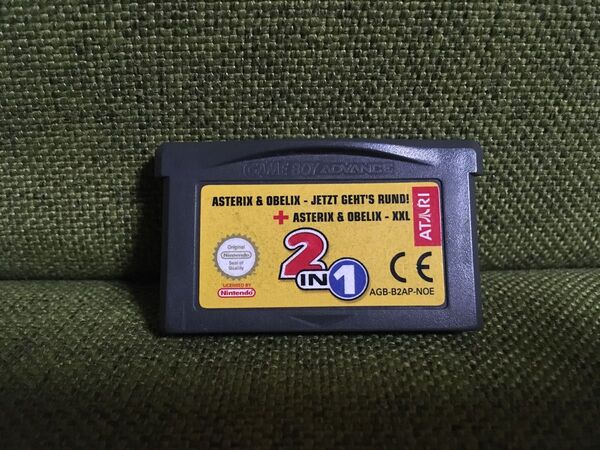 GAME BOY ADVANCE
ASTERIX & OBELIX - JETZT GEHT'S RUND!
+ ASTERIX & OBELIX - XXL
ATARI
Original
Nintendo
Seal of
Quality
LICENSED BY
Nintendo
2 IN 1
CE
AGB-B2AP-NOE